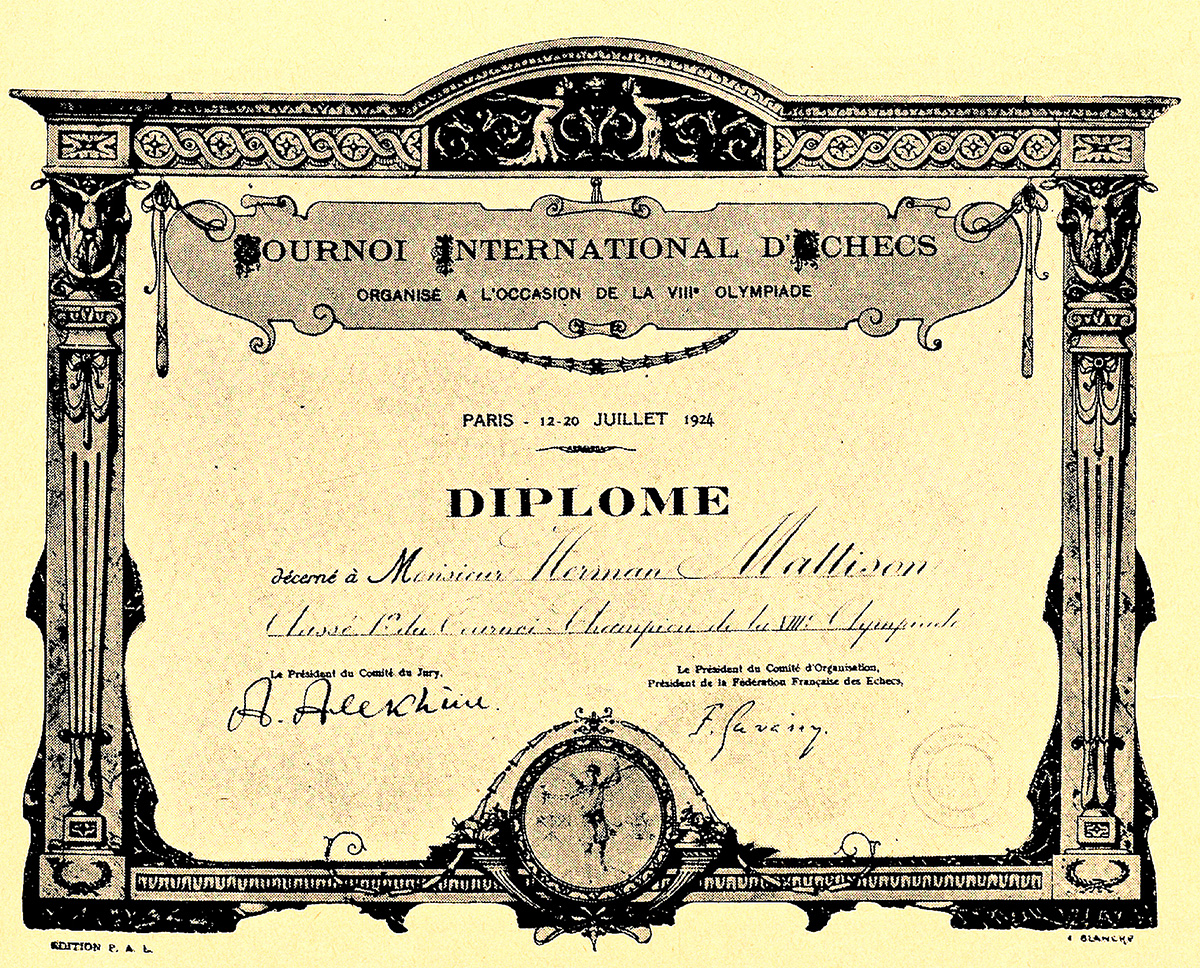 TOURNOI INTERNATIONAL D'ECHECS
ORGANISÉ A L'OCCASION DE LA VIIIe OLYMPIADE
PARIS - 12-20 JUILLET 1924
DIPLOME
décerné à Monsieur Herman Mattison
Classé 1er du Tournoi - Champion de la VIIIe Olympiade
Le Président du Comité du Jury,
Le Président du Comité d'Organisation,
Président de la Fédération Française des Echecs,
A. Alekhine.
EDITION P. A. L.